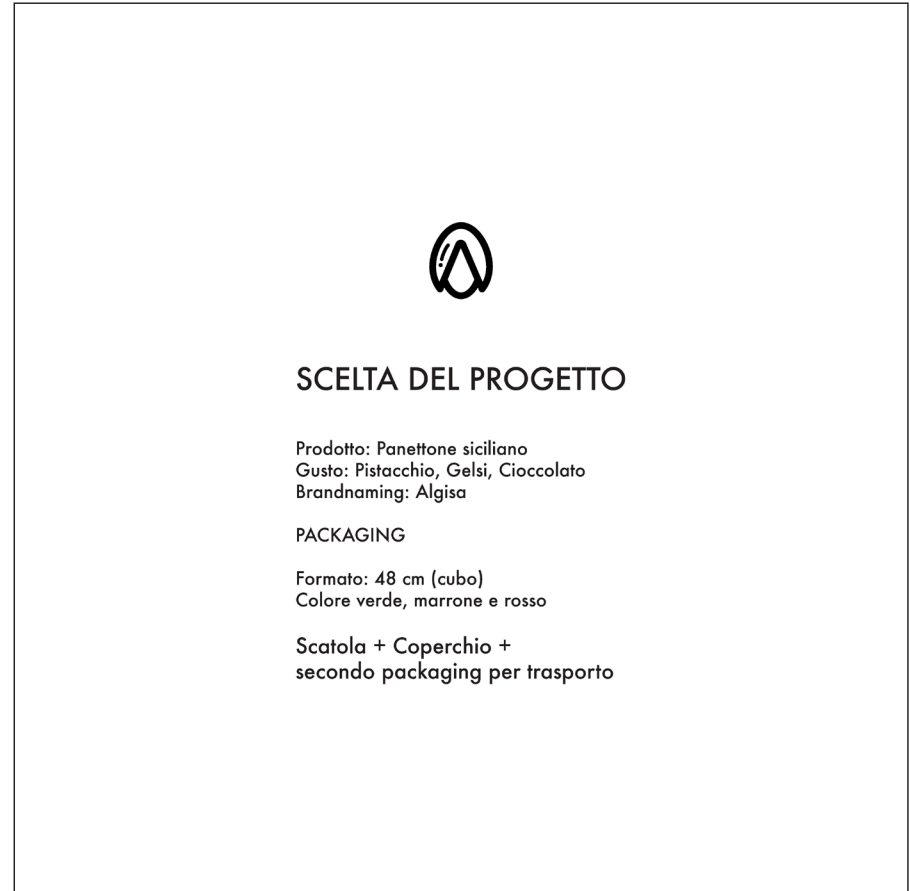 SCELTA DEL PROGETTO
Prodotto: Panettone siciliano
Gusto: Pistacchio, Gelsi, Cioccolato
Brandnaming: Algisa
PACKAGING
Formato: 48 cm (cubo)
Colore verde, marrone e rosso
Scatola + Coperchio +
secondo packaging per trasporto